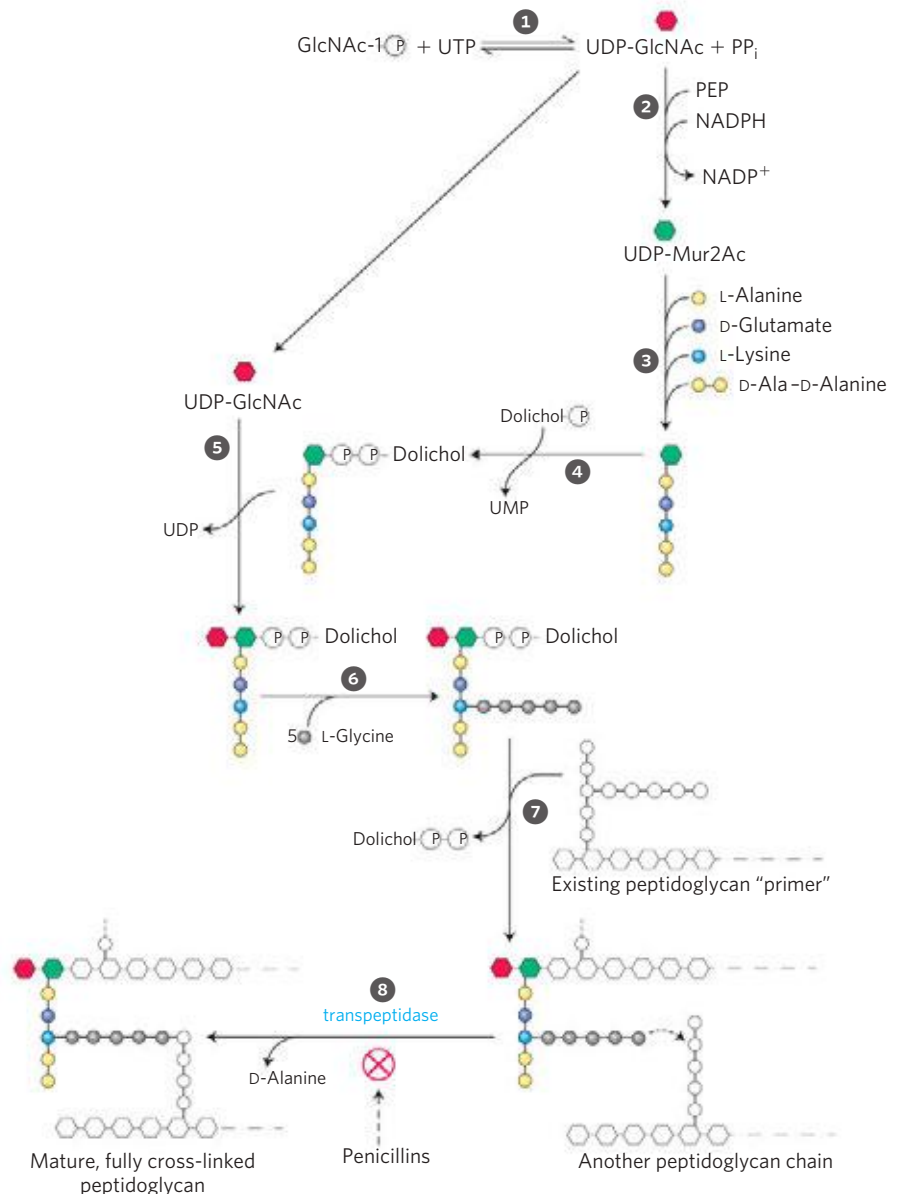 1
GlcNAc-1 P + UTP
UDP-GlcNAc + PPi
2
PEP
NADPH
NADP+
UDP-Mur2Ac
L-Alanine
D-Glutamate
3
L-Lysine
D-Ala–D-Alanine
UDP-GlcNAc
5
Dolichol P
P P Dolichol
4
UMP
UDP
P P Dolichol
P P Dolichol
6
5 L-Glycine
7
Dolichol P P
Existing peptidoglycan “primer”
8
transpeptidase
D-Alanine
Penicillins
Mature, fully cross-linked
peptidoglycan
Another peptidoglycan chain